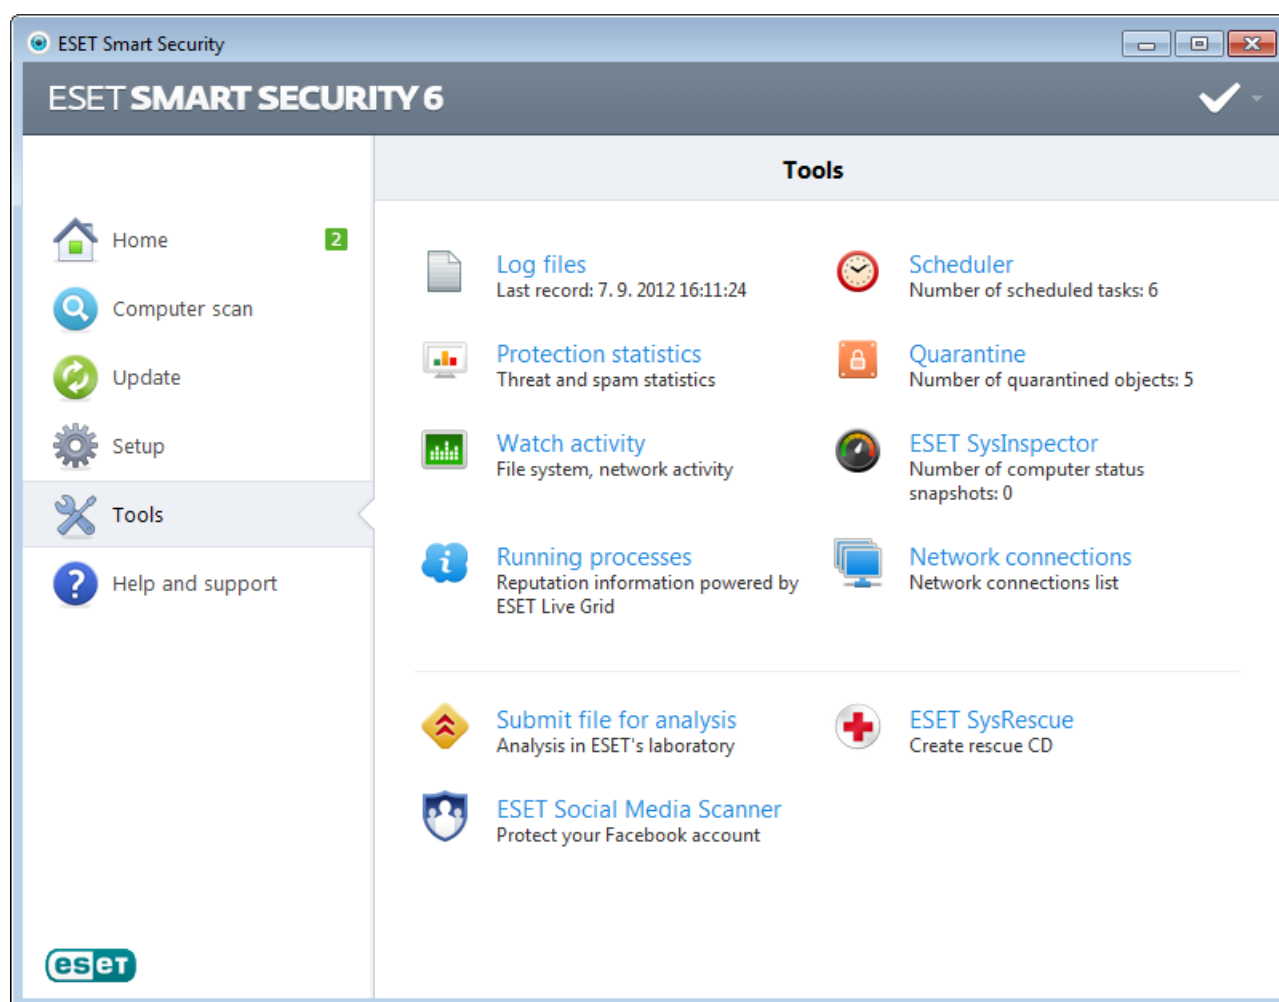 ESET Smart Security
ESET SMART SECURITY 6
Tools
Home 2
Computer scan
Update
Setup
Tools
Help and support
Log files
Last record: 7. 9. 2012 16:11:24
Scheduler
Number of scheduled tasks: 6
Protection statistics
Threat and spam statistics
Quarantine
Number of quarantined objects: 5
Watch activity
File system, network activity
ESET SysInspector
Number of computer status
snapshots: 0
Running processes
Reputation information powered by
ESET Live Grid
Network connections
Network connections list
Submit file for analysis
Analysis in ESET's laboratory
ESET SysRescue
Create rescue CD
ESET Social Media Scanner
Protect your Facebook account
eseT